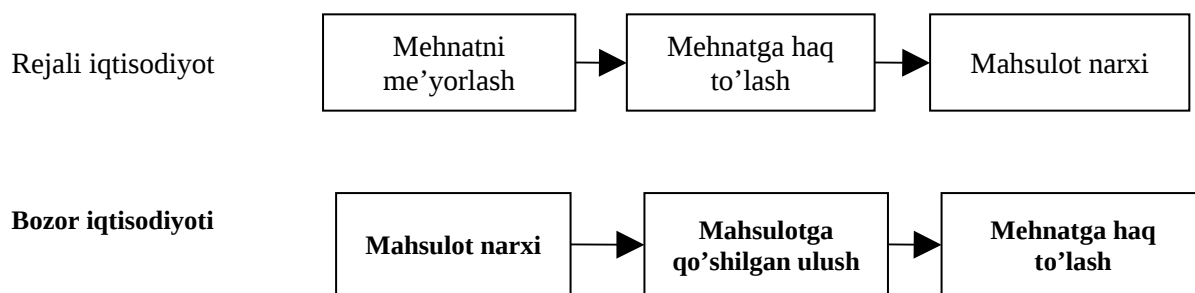 Rejali iqtisodiyot
Mehnatni
me’yorlash
Mehnatga haq
to’lash
Mahsulot narxi
Bozor iqtisodiyoti
Mahsulot narxi
Mahsulotga
qo’shilgan ulush
Mehnatga haq
to’lash